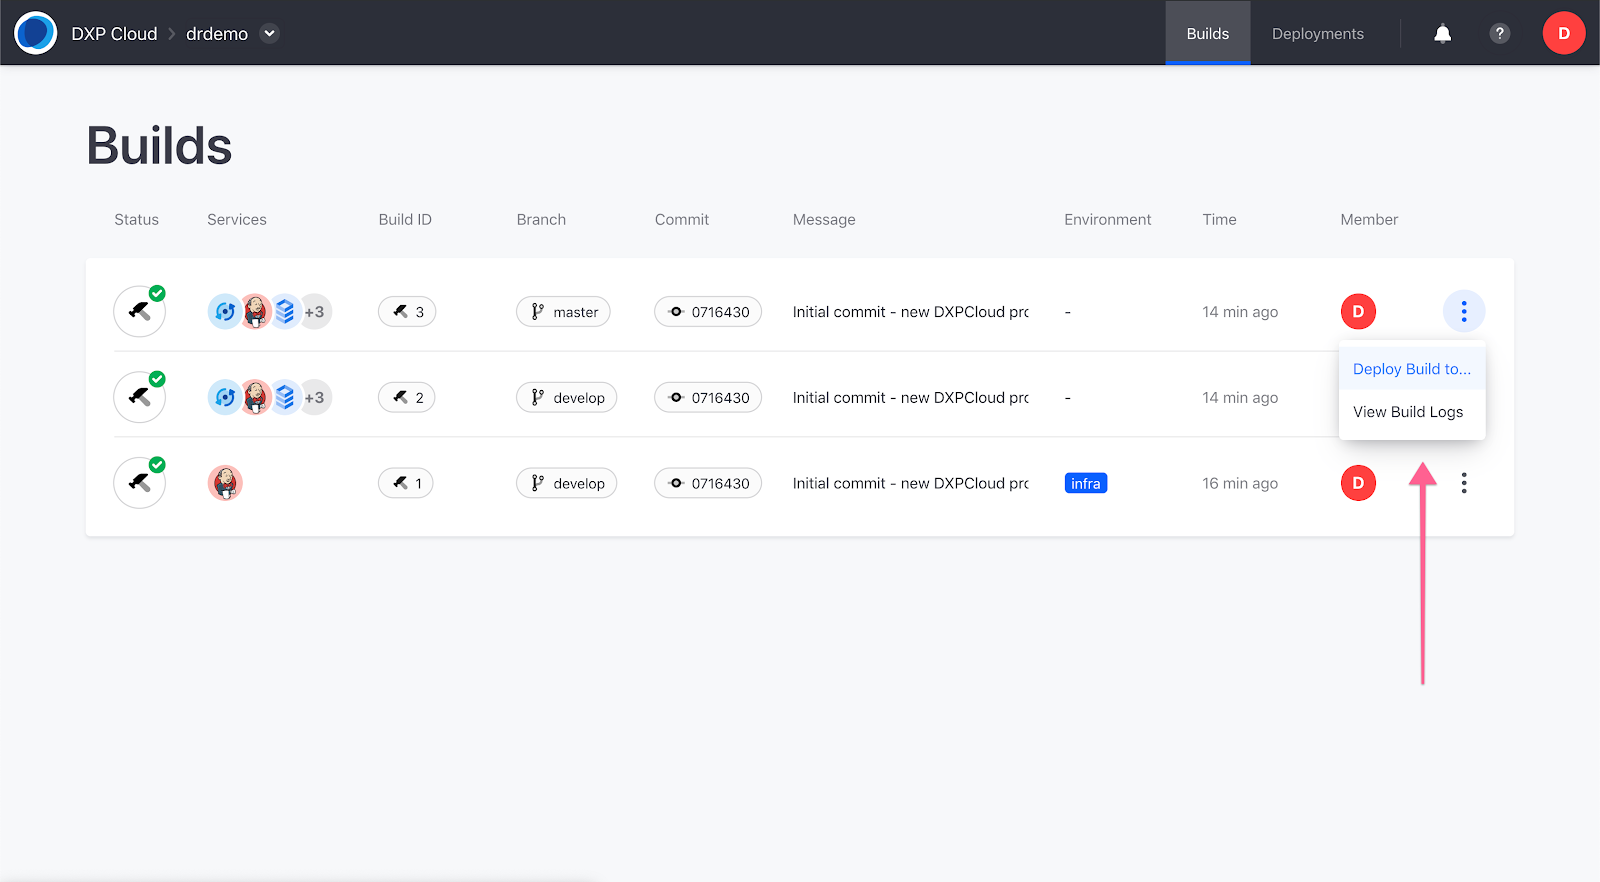 DXP Cloud > drdemo
Builds
Deployments
?
D
Builds
Status Services Build ID Branch Commit Message Environment Time Member
+3 3 master 0716430 Initial commit - new DXPCloud prc - 14 min ago D
Deploy Build to...
+3 2 develop 0716430 Initial commit - new DXPCloud prc - 14 min ago
View Build Logs
1 develop 0716430 Initial commit - new DXPCloud prc infra 16 min ago D